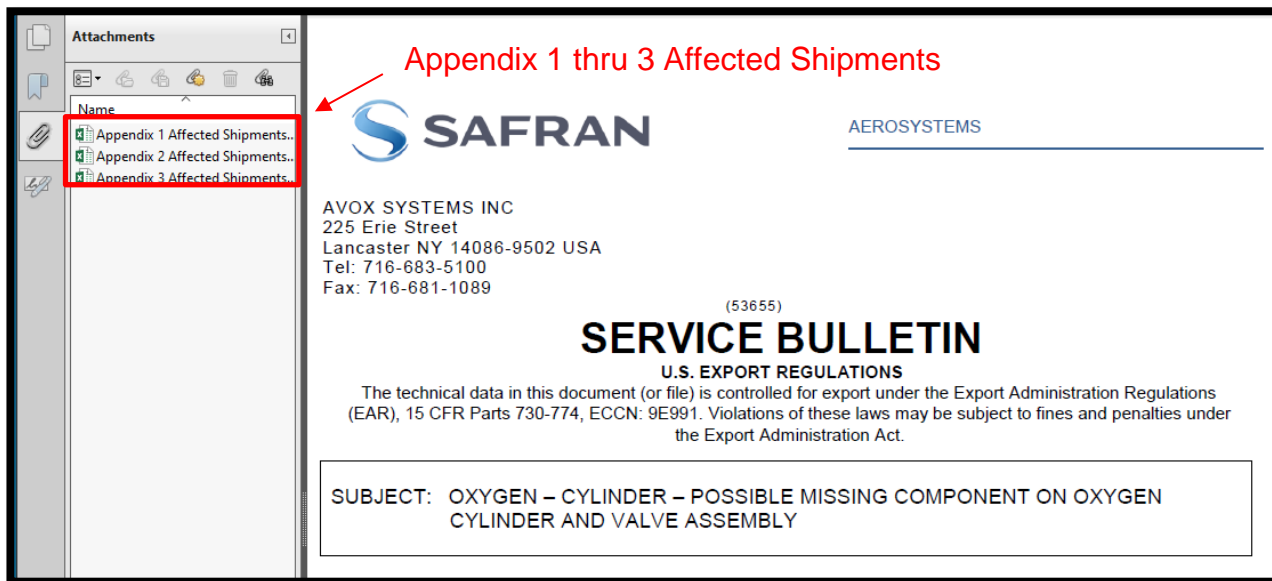 Attachments
Name
Appendix 1 Affected Shipments..
Appendix 2 Affected Shipments..
Appendix 3 Affected Shipments..
Appendix 1 thru 3 Affected Shipments
SAFRAN
AEROSYSTEMS
AVOX SYSTEMS INC
225 Erie Street
Lancaster NY 14086-9502 USA
Tel: 716-683-5100
Fax: 716-681-1089
(53655)
SERVICE BULLETIN
U.S. EXPORT REGULATIONS
The technical data in this document (or file) is controlled for export under the Export Administration Regulations
(EAR), 15 CFR Parts 730-774, ECCN: 9E991. Violations of these laws may be subject to fines and penalties under
the Export Administration Act.
SUBJECT: OXYGEN – CYLINDER – POSSIBLE MISSING COMPONENT ON OXYGEN
CYLINDER AND VALVE ASSEMBLY